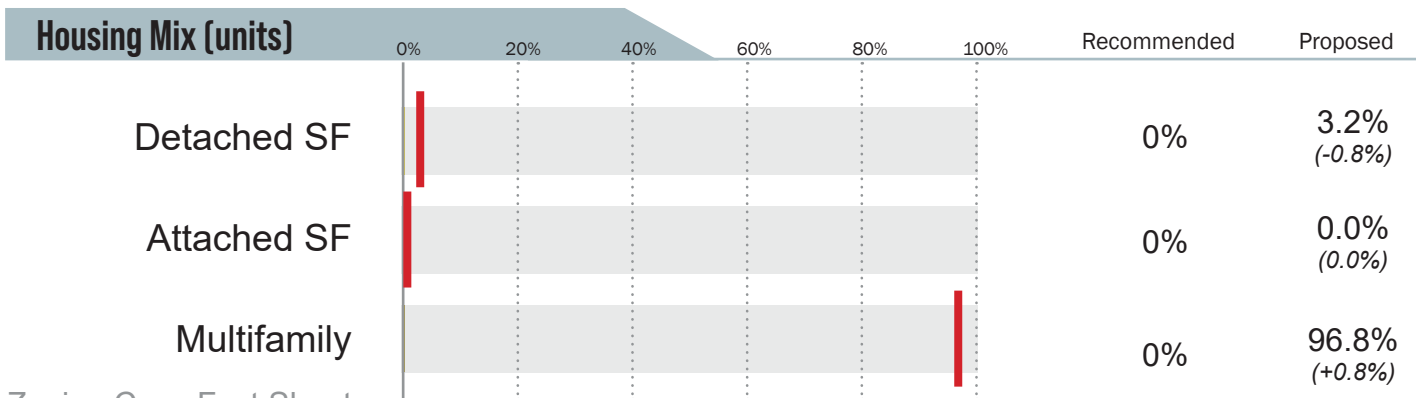 Housing Mix (units) 0% 20% 40% 60% 80% 100% Recommended Proposed
Detached SF 0% 3.2%
(-0.8%)
Attached SF 0% 0.0%
(0.0%)
Multifamily 0% 96.8%
(+0.8%)